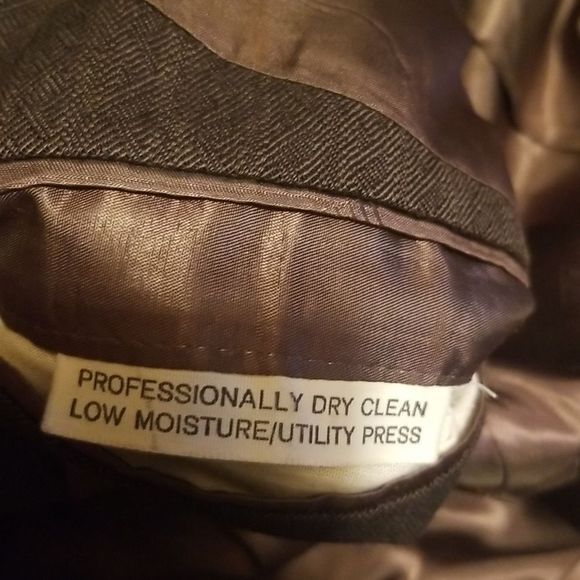 PROFESSIONALLY DRY CLEAN
LOW MOISTURE/UTILITY PRESS